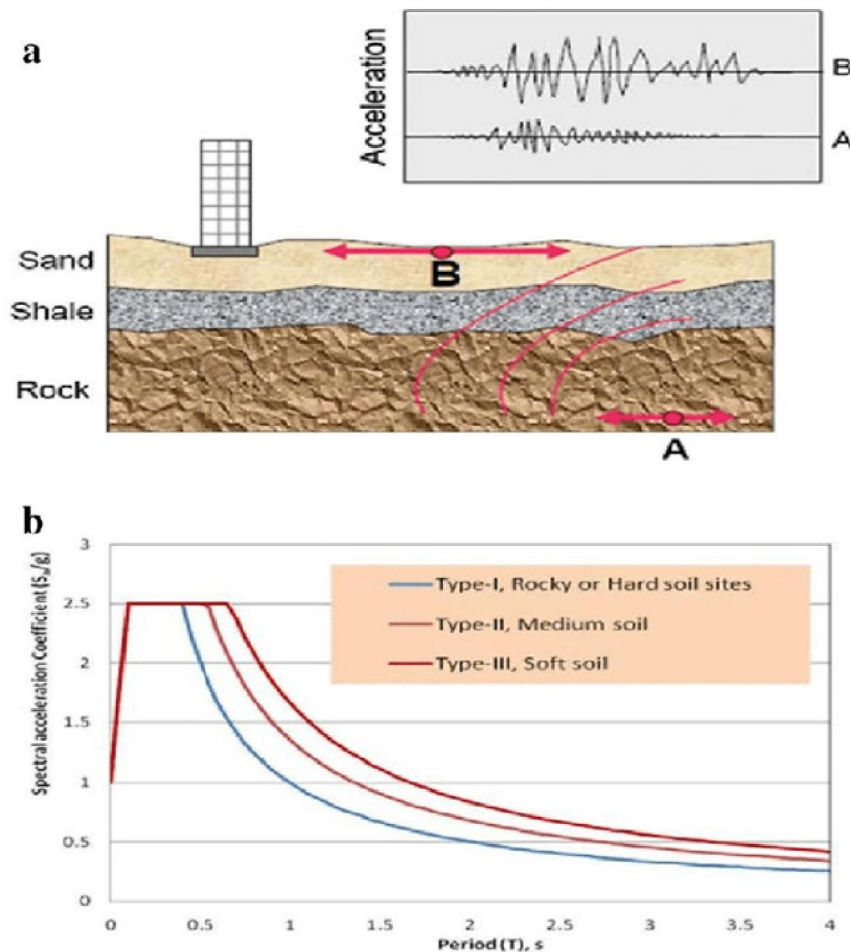 a
Acceleration
B
A
Sand
Shale
Rock
B
A
b
Spectral acceleration Coefficient (Sa/g)
3
2.5
2
1.5
1
0.5
0
Type-I, Rocky or Hard soil sites
Type-II, Medium soil
Type-III, Soft soil
0 0.5 1 1.5 2 2.5 3 3.5 4
Period (T), s